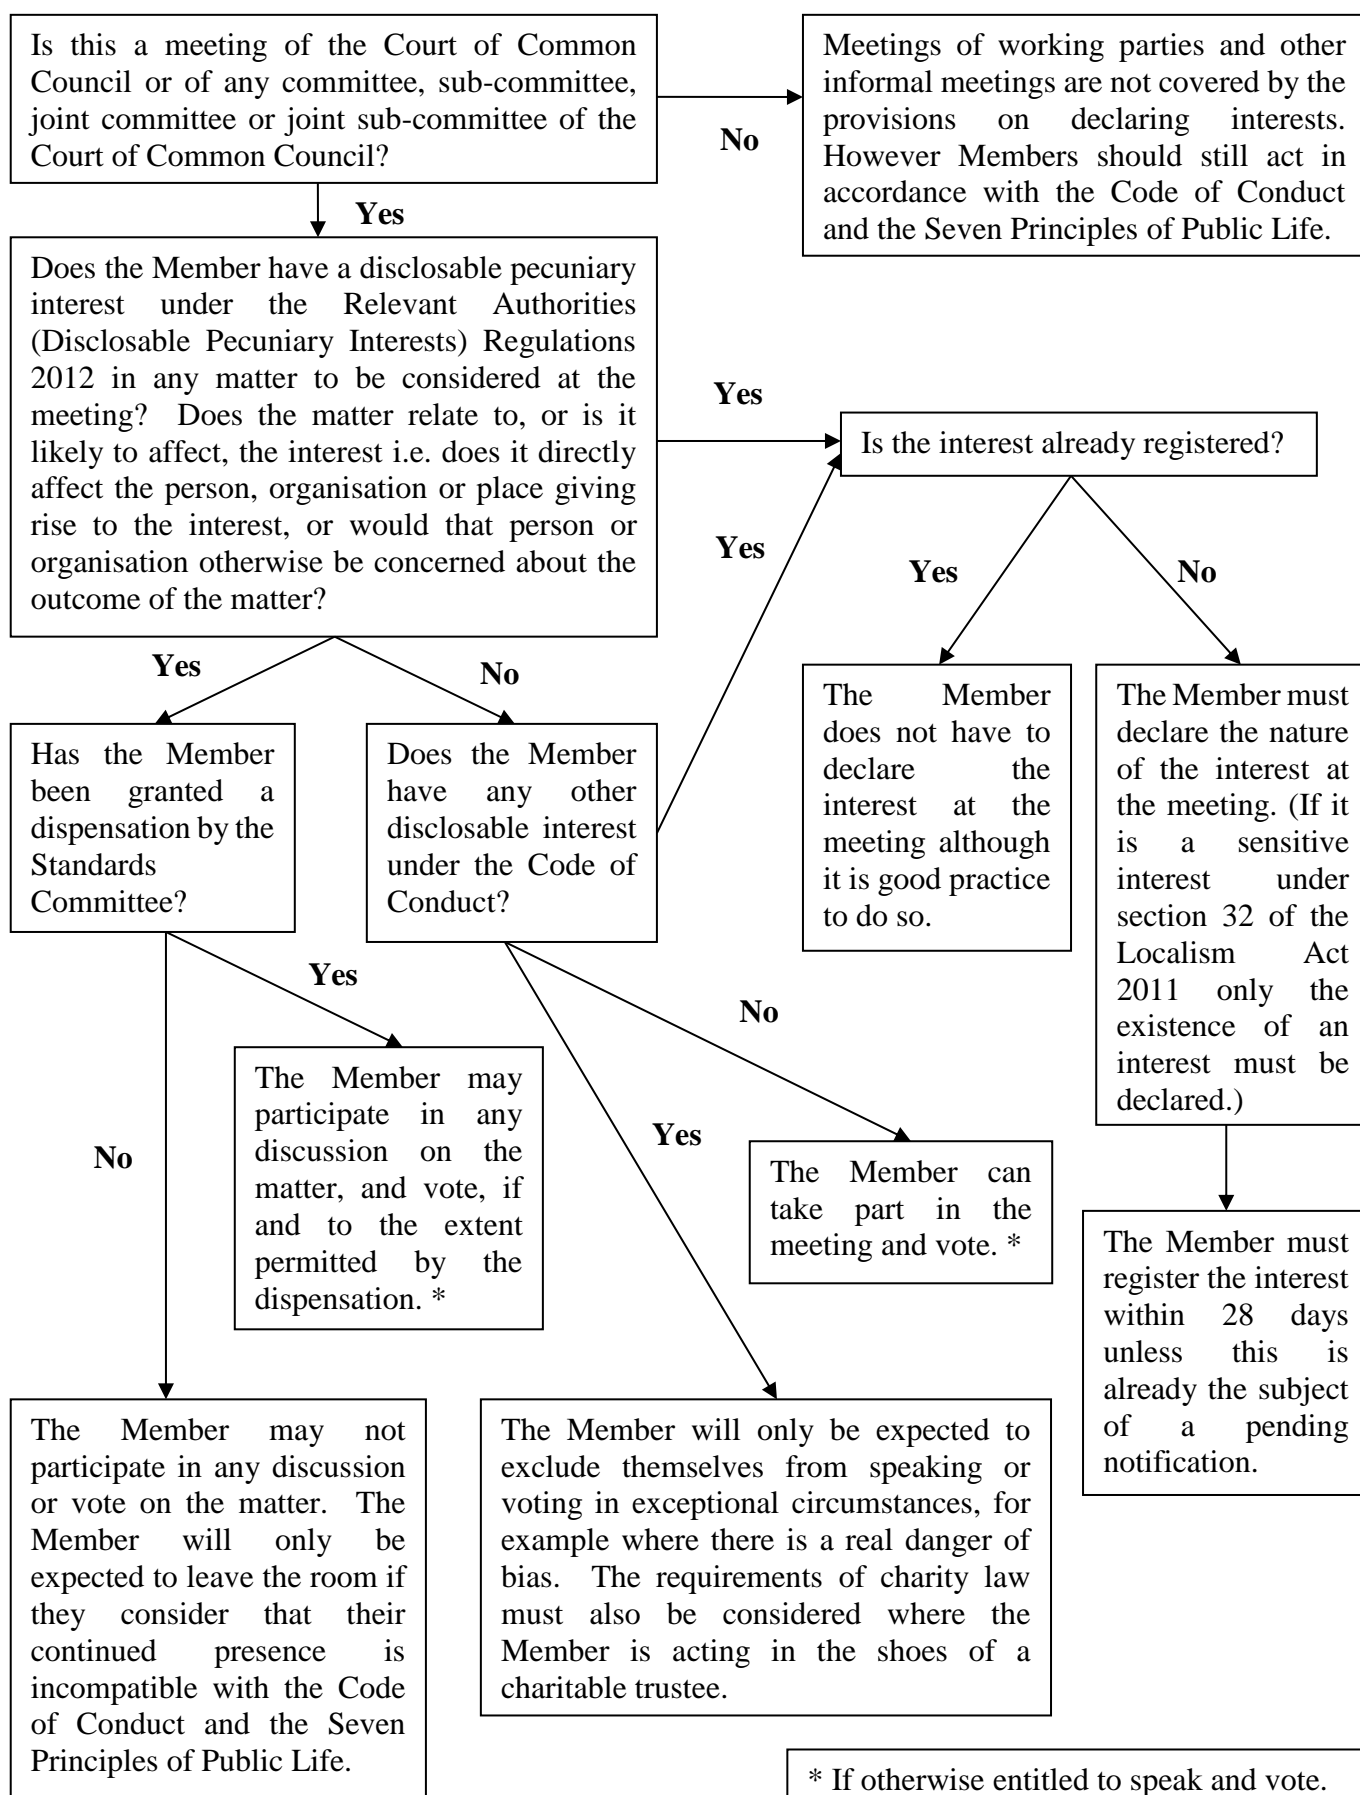 Is this a meeting of the Court of Common
Council or of any committee, sub-committee,
joint committee or joint sub-committee of the
Court of Common Council?
No
Meetings of working parties and other
informal meetings are not covered by the
provisions on declaring interests.
However Members should still act in
accordance with the Code of Conduct
and the Seven Principles of Public Life.
Yes
Does the Member have a disclosable pecuniary
interest under the Relevant Authorities
(Disclosable Pecuniary Interests) Regulations
2012 in any matter to be considered at the
meeting? Does the matter relate to, or is it
likely to affect, the interest i.e. does it directly
affect the person, organisation or place giving
rise to the interest, or would that person or
organisation otherwise be concerned about the
outcome of the matter?
Yes
Is the interest already registered?
Yes
Yes
No
Yes
No
Has the Member
been granted a
dispensation by the
Standards
Committee?
Does the Member
have any other
disclosable interest
under the Code of
Conduct?
The Member
does not have to
declare the
interest at the
meeting although
it is good practice
to do so.
The Member must
declare the nature
of the interest at
the meeting. (If it
is a sensitive
interest under
section 32 of the
Localism Act
2011 only the
existence of an
interest must be
declared.)
Yes
No
The Member may
participate in any
discussion on the
matter, and vote, if
and to the extent
permitted by the
dispensation. *
No
Yes
The Member can
take part in the
meeting and vote. *
The Member must
register the interest
within 28 days
unless this is
already the subject
of a pending
notification.
The Member may not
participate in any discussion
or vote on the matter. The
Member will only be
expected to leave the room if
they consider that their
continued presence is
incompatible with the Code
of Conduct and the Seven
Principles of Public Life.
The Member will only be expected to
exclude themselves from speaking or
voting in exceptional circumstances, for
example where there is a real danger of
bias. The requirements of charity law
must also be considered where the
Member is acting in the shoes of a
charitable trustee.
* If otherwise entitled to speak and vote.